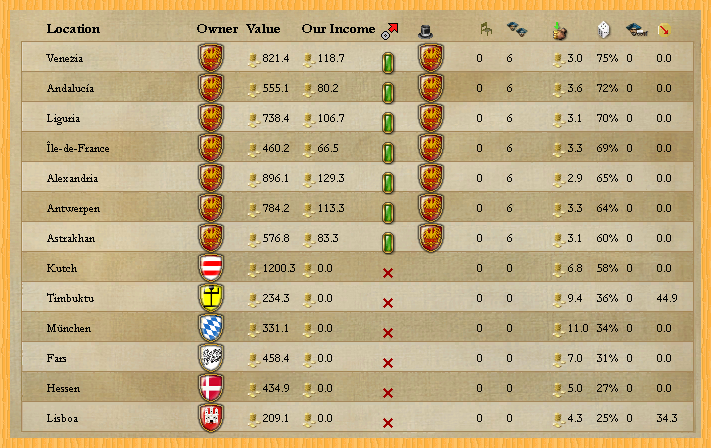 Location Owner Value Our Income
Venezia 821.4 118.7 0 6 3.0 75% 0 0.0
Andalucía 555.1 80.2 0 6 3.6 72% 0 0.0
Liguria 738.4 106.7 0 6 3.1 70% 0 0.0
Île-de-France 460.2 66.5 0 6 3.3 69% 0 0.0
Alexandria 896.1 129.3 0 6 2.9 65% 0 0.0
Antwerpen 784.2 113.3 0 6 3.3 64% 0 0.0
Astrakhan 576.8 83.3 0 6 3.1 60% 0 0.0
Kutch 1200.3 0.0 0 0 6.8 58% 0 0.0
Timbuktu 234.3 0.0 0 0 9.4 36% 0 44.9
München 331.1 0.0 0 0 11.0 34% 0 0.0
Fars 458.4 0.0 0 0 7.0 31% 0 0.0
Hessen 434.9 0.0 0 0 5.0 27% 0 0.0
Lisboa 209.1 0.0 0 0 4.3 25% 0 34.3